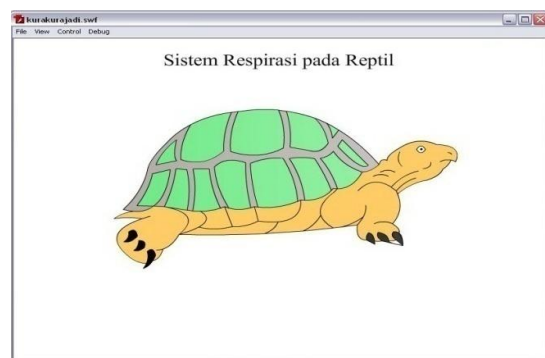 kurakurajadi.swf
File View Control Debug
Sistem Respirasi pada Reptil